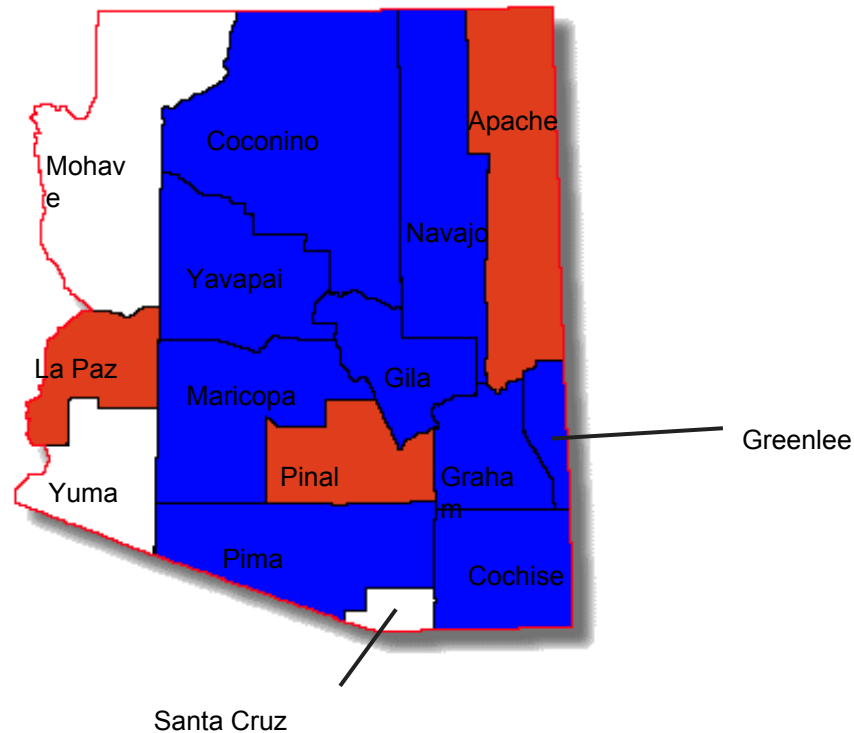 Apache
Coconino
Mohav
e
Navajo
Yavapai
La Paz
Gila
Maricopa
Greenlee
Pinal
Graha
m
Yuma
Pima
Cochise
Santa Cruz